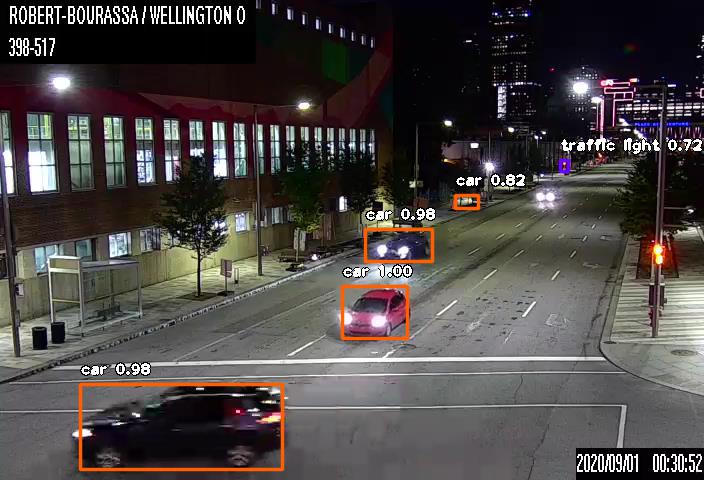 ROBERT-BOURASSA / WELLINGTON O
398-517
traffic light 0.72
car 0.82
car 0.98
car 1.00
car 0.98
2020/09/01 00:30:52